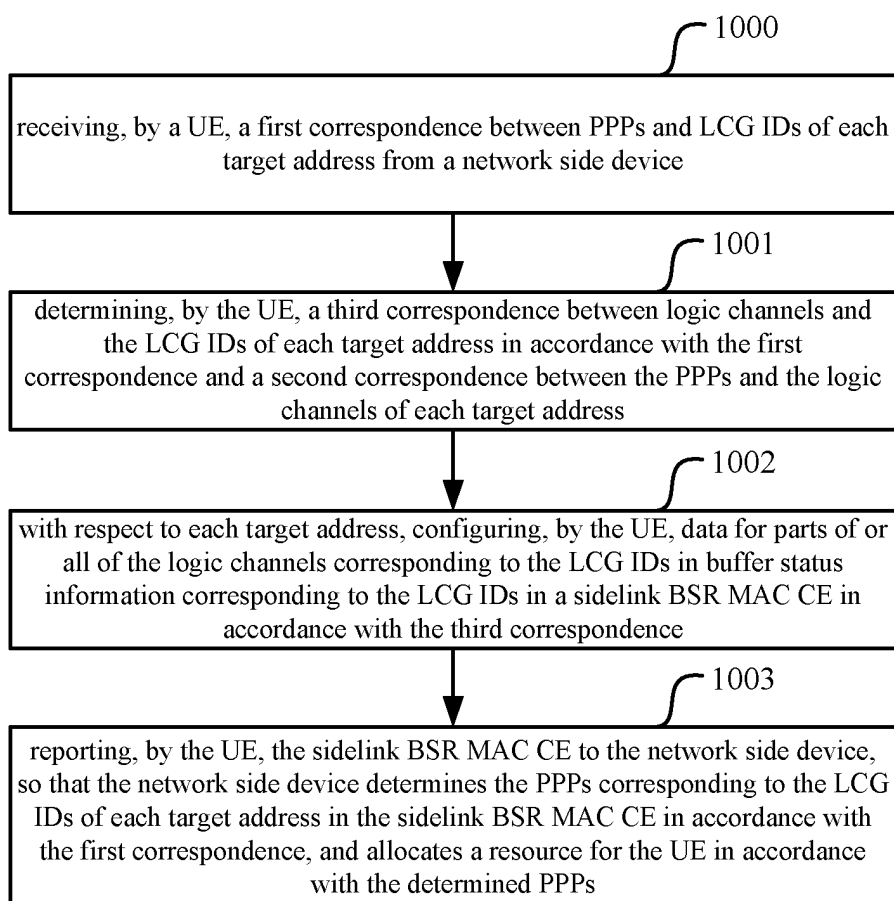 1000
receiving, by a UE, a first correspondence between PPPs and LCG IDs of each
target address from a network side device
1001
determining, by the UE, a third correspondence between logic channels and
the LCG IDs of each target address in accordance with the first
correspondence and a second correspondence between the PPPs and the logic
channels of each target address
1002
with respect to each target address, configuring, by the UE, data for parts of or
all of the logic channels corresponding to the LCG IDs in buffer status
information corresponding to the LCG IDs in a sidelink BSR MAC CE in
accordance with the third correspondence
1003
reporting, by the UE, the sidelink BSR MAC CE to the network side device,
so that the network side device determines the PPPs corresponding to the LCG
IDs of each target address in the sidelink BSR MAC CE in accordance with
the first correspondence, and allocates a resource for the UE in accordance
with the determined PPPs